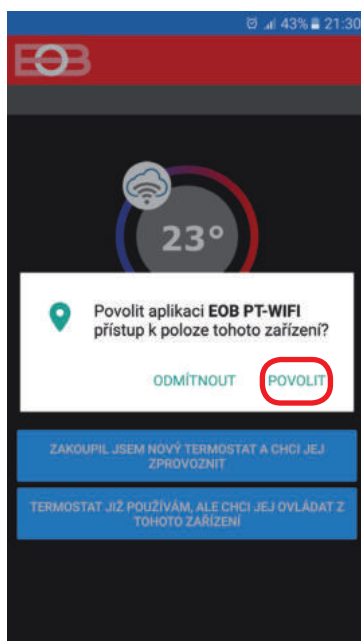 43% 21:30
EOB
23°
Povolit aplikaci EOB PT-WIFI
přístup k poloze tohoto zařízení?
ODMÍTNOUT POVOLIT
ZAKOUPIL JSEM NOVÝ TERMOSTAT A CHCI JEJ
ZPROVOZNIT
TERMOSTAT JIŽ POUŽÍVÁM, ALE CHCI JEJ OVLÁDAT Z
TOHOTO ZAŘÍZENÍ